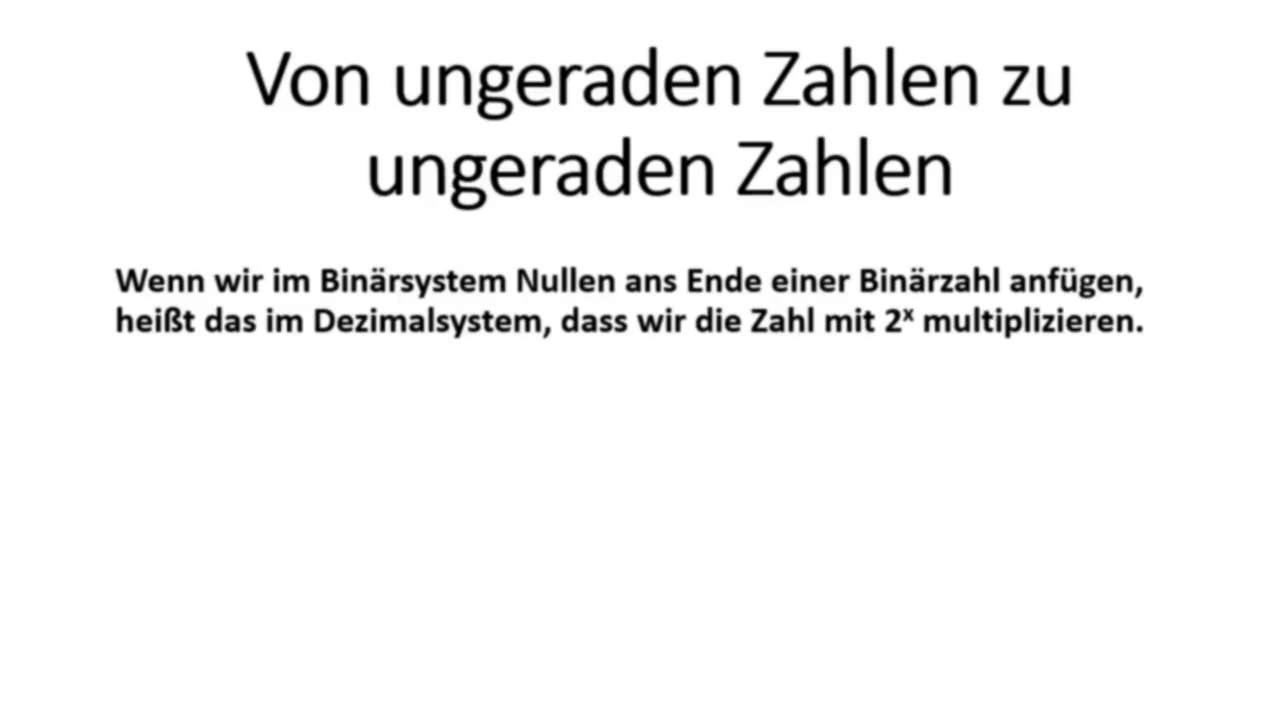 Von ungeraden Zahlen zu
ungeraden Zahlen
Wenn wir im Binärsystem Nullen ans Ende einer Binärzahl anfügen,
heißt das im Dezimalsystem, dass wir die Zahl mit 2ˣ multiplizieren.